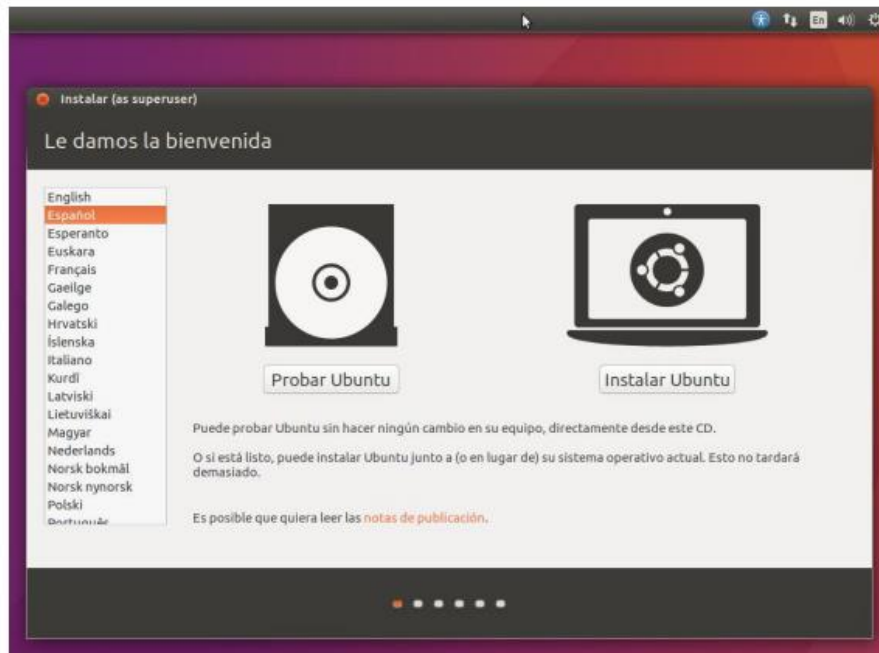 En
Instalar (as superuser)
Le damos la bienvenida
English
Español
Esperanto
Euskara
Français
Gaeilge
Galego
Hrvatski
Íslenska
Italiano
Kurdî
Latviski
Lietuviškai
Magyar
Nederlands
Norsk bokmål
Norsk nynorsk
Polski
Português
Probar Ubuntu
Instalar Ubuntu
Puede probar Ubuntu sin hacer ningún cambio en su equipo, directamente desde este CD.
O si está listo, puede instalar Ubuntu junto a (o en lugar de) su sistema operativo actual. Esto no tardará
demasiado.
Es posible que quiera leer las notas de publicación.